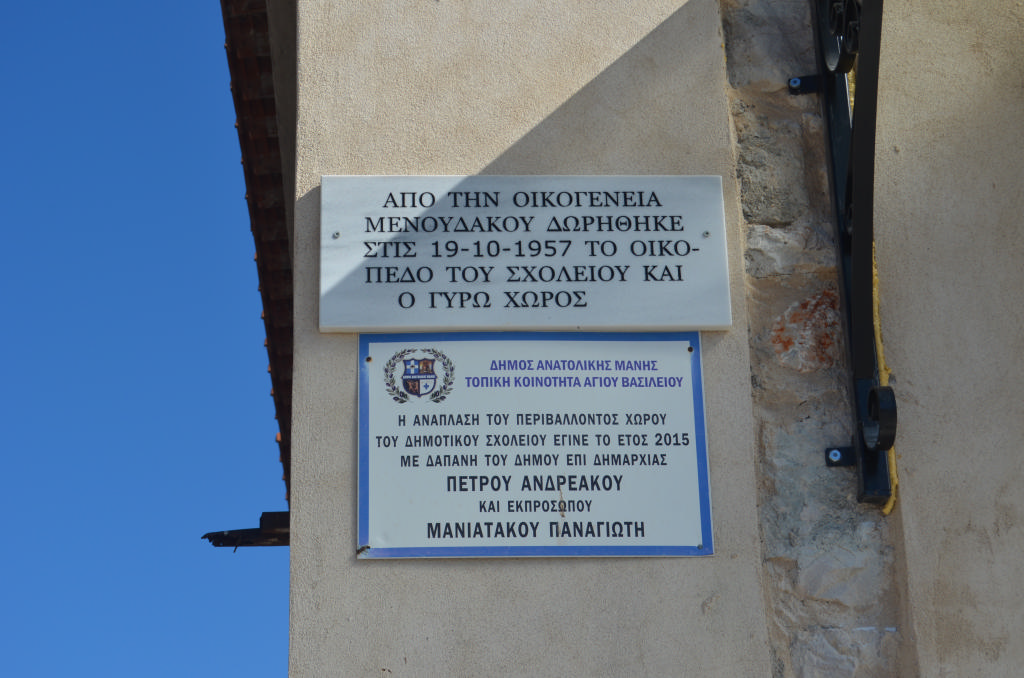 ΑΠΟ ΤΗΝ ΟΙΚΟΓΕΝΕΙΑ
ΜΕΝΟΥΔΑΚΟΥ ΔΩΡΗΘΗΚΕ
ΣΤΙΣ 19-10-1957 ΤΟ ΟΙΚΟ-
ΠΕΔΟ ΤΟΥ ΣΧΟΛΕΙΟΥ ΚΑΙ
Ο ΓΥΡΩ ΧΩΡΟΣ
ΔΗΜΟΣ ΑΝΑΤΟΛΙΚΗΣ ΜΑΝΗΣ
ΤΟΠΙΚΗ ΚΟΙΝΟΤΗΤΑ ΑΓΙΟΥ ΒΑΣΙΛΕΙΟΥ
Η ΑΝΑΠΛΑΣΗ ΤΟΥ ΠΕΡΙΒΑΛΛΟΝΤΟΣ ΧΩΡΟΥ
ΤΟΥ ΔΗΜΟΤΙΚΟΥ ΣΧΟΛΕΙΟΥ ΕΓΙΝΕ ΤΟ ΕΤΟΣ 2015
ΜΕ ΔΑΠΑΝΗ ΤΟΥ ΔΗΜΟΥ ΕΠΙ ΔΗΜΑΡΧΙΑΣ
ΠΕΤΡΟΥ ΑΝΔΡΕΑΚΟΥ
ΚΑΙ ΕΚΠΡΟΣΩΠΟΥ
ΜΑΝΙΑΤΑΚΟΥ ΠΑΝΑΓΙΩΤΗ